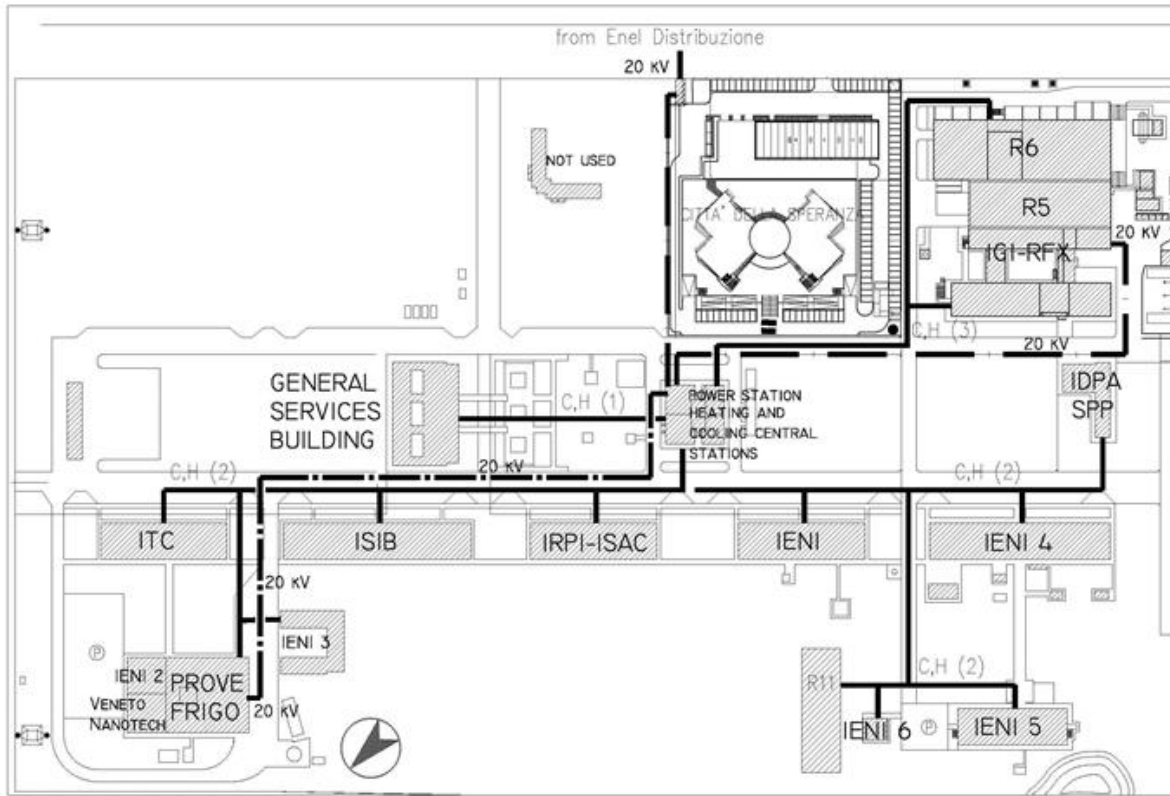 from Enel Distribuzione
20 KV
NOT USED
R6
CITTA' DELLA SPERANZA
R5
20 KV
IGI-RFX
C,H (3)
20 KV
GENERAL
SERVICES
BUILDING
C,H (1)
POWER STATION
HEATING AND
COOLING CENTRAL
STATIONS
IDPA
SPP
20 KV
C,H (2)
C,H (2)
ITC
ISIB
IRPI-ISAC
IENI
IENI 4
20 KV
IENI 3
IENI 2
PROVE
FRIGO
VENETO
NANOTECH
20 KV
P
R11
C,H (2)
IENI 6
P
IENI 5